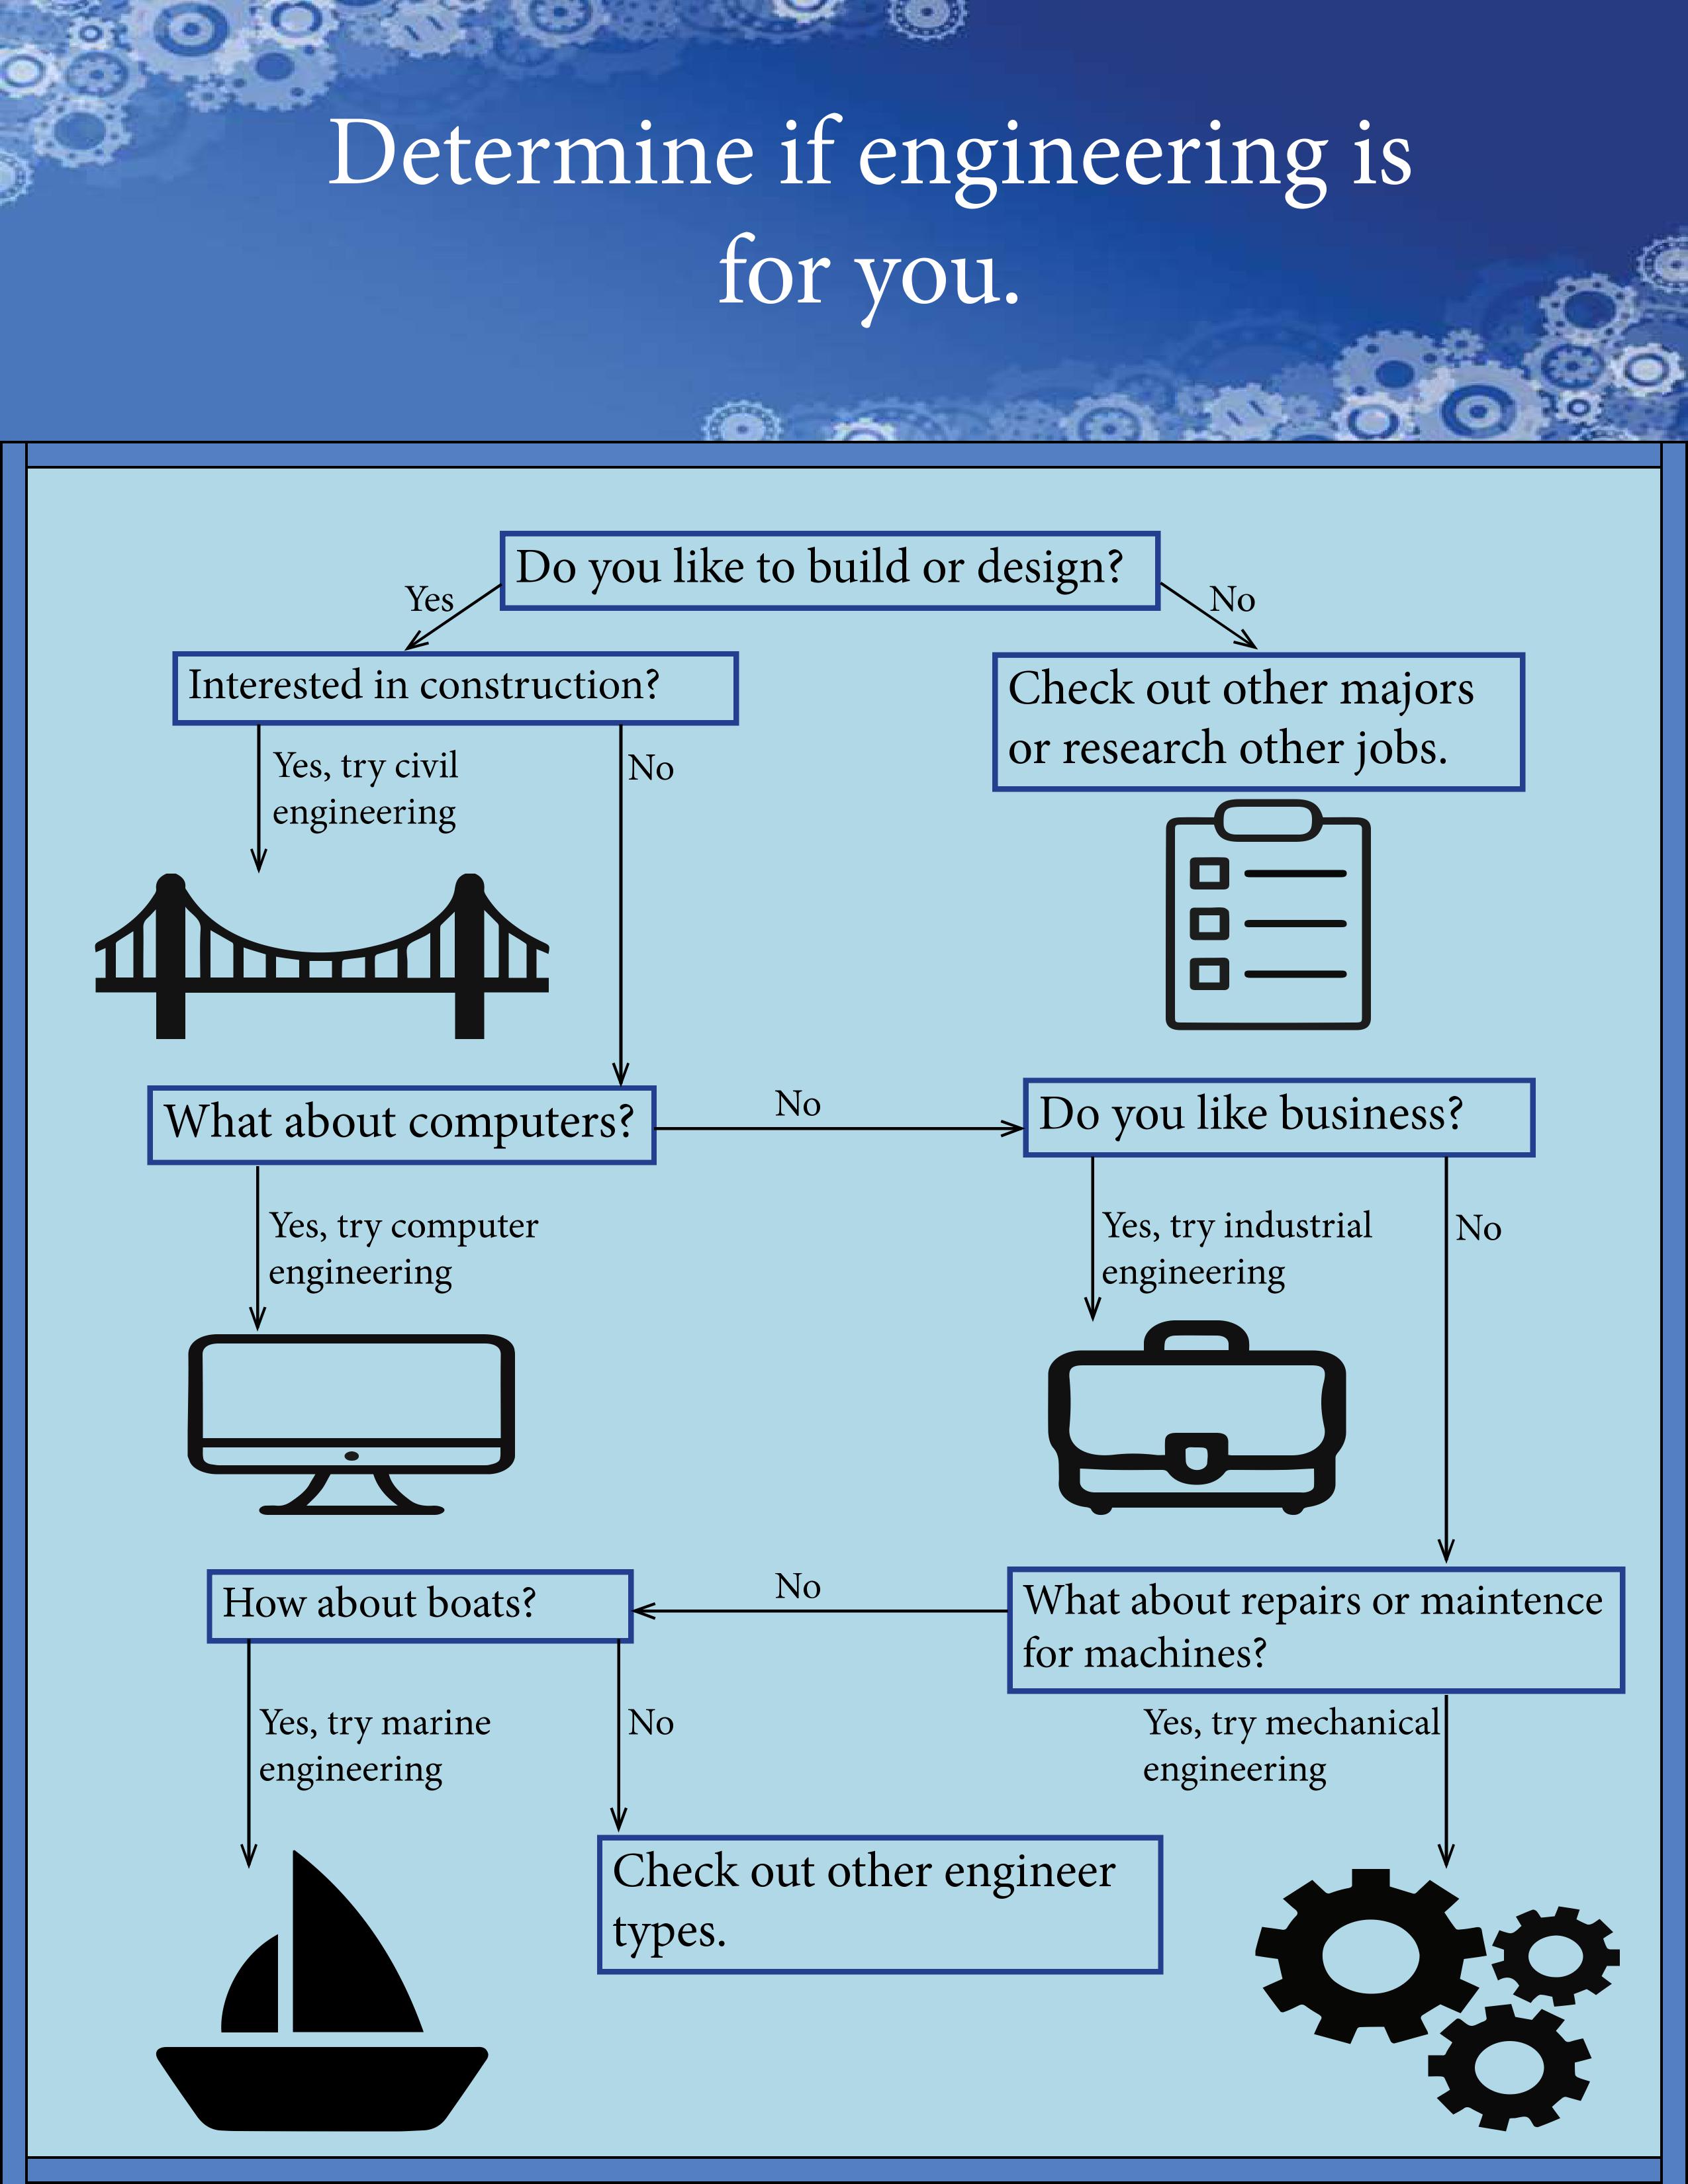 Determine if engineering is
for you.
Do you like to build or design?
Yes
No
Interested in construction?
Check out other majors
or research other jobs.
Yes, try civil
engineering
No
What about computers?
No
Do you like business?
Yes, try computer
engineering
Yes, try industrial
engineering
No
How about boats?
No
What about repairs or maintence
for machines?
Yes, try marine
engineering
No
Yes, try mechanical
engineering
Check out other engineer
types.